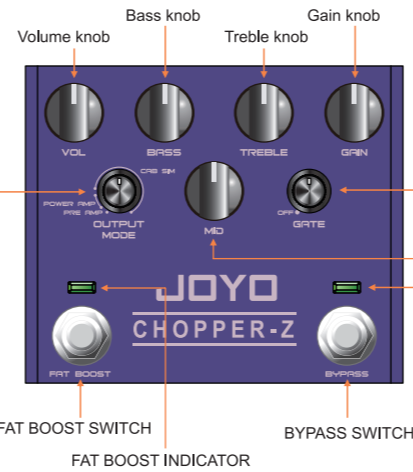 Bass knob
Gain knob
Volume knob
Treble knob
VOL
BASS
TREBLE
GAIN
CAB SIM
POWER AMP
PRE AMP
OUTPUT
MODE
MID
OFF
GATE
JOYO
CHOPPER-Z
FAT BOOST
BYPASS
FAT BOOST SWITCH
BYPASS SWITCH
FAT BOOST INDICATOR